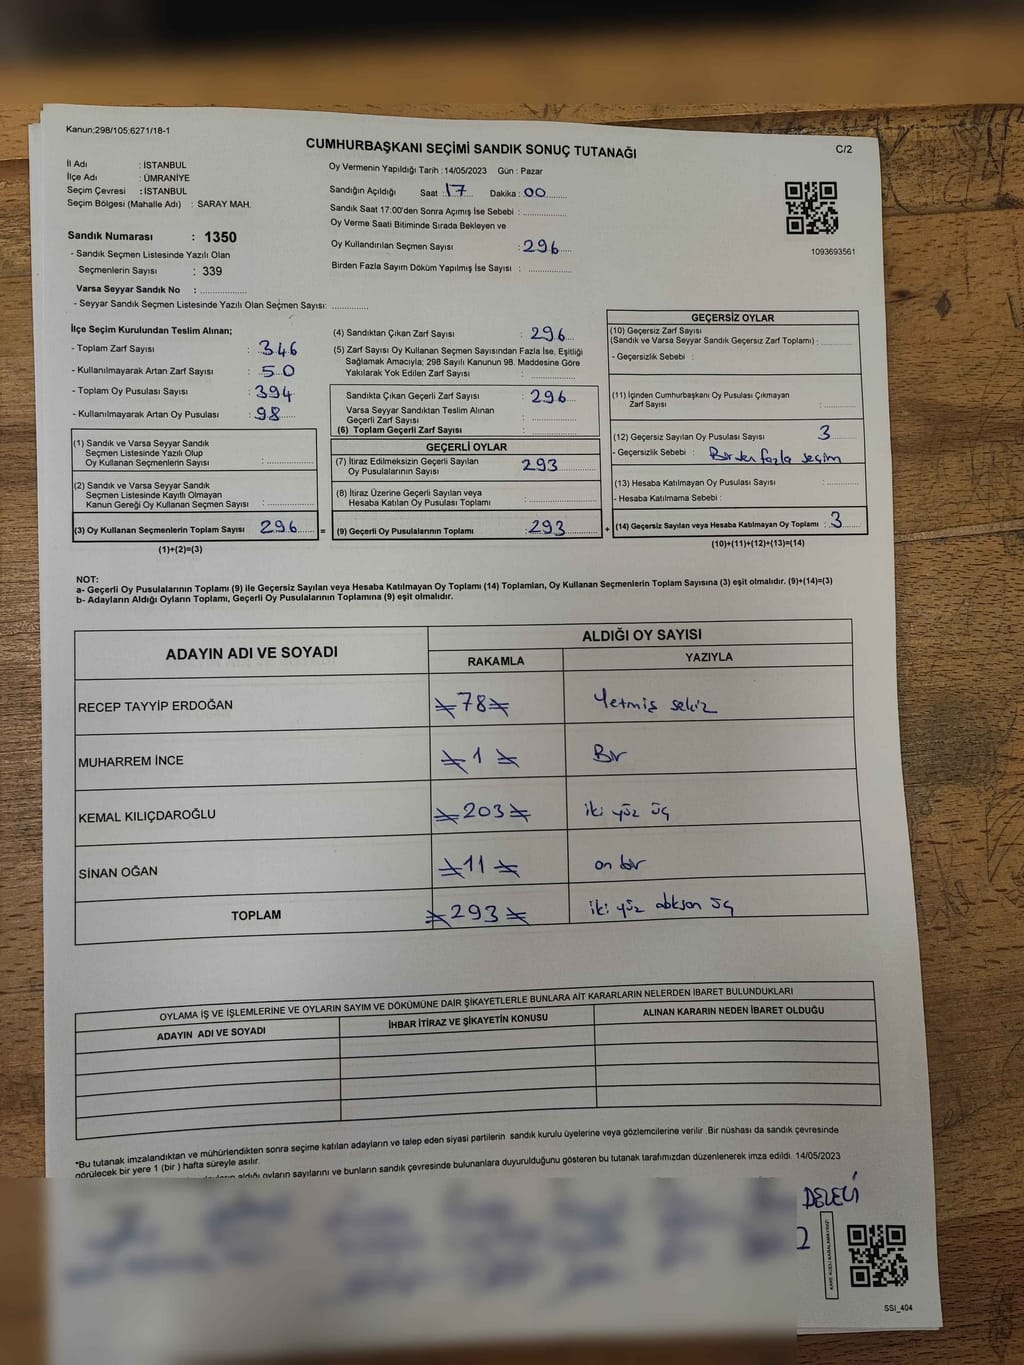 Kanun;298/105;6271/18-1
CUMHURBAŞKANI SEÇİMİ SANDIK SONUÇ TUTANAĞI
C/2
İl Adı : İSTANBUL
İlçe Adı : ÜMRANİYE
Seçim Çevresi : İSTANBUL
Seçim Bölgesi (Mahalle Adı) : SARAY MAH.
Sandık Numarası : 1350
- Sandık Seçmen Listesinde Yazılı Olan
Seçmenlerin Sayısı : 339
Varsa Seyyar Sandık No :
- Seyyar Sandık Seçmen Listesinde Yazılı Olan Seçmen Sayısı:
Oy Vermenin Yapıldığı Tarih : 14/05/2023 Gün : Pazar
Sandığın Açıldığı Saat : 17 Dakika : 00
Sandık Saat 17:00'den Sonra Açımış İse Sebebi :
Oy Verme Saati Bitiminde Sırada Bekleyen ve
Oy Kullandırılan Seçmen Sayısı : 296
Birden Fazla Sayım Döküm Yapılmış İse Sayısı :
1093693561
İlçe Seçim Kurulundan Teslim Alınan;
- Toplam Zarf Sayısı : 346
- Kullanılmayarak Artan Zarf Sayısı : 50
- Toplam Oy Pusulası Sayısı : 394
- Kullanılmayarak Artan Oy Pusulası : 98
(1) Sandık ve Varsa Seyyar Sandık
Seçmen Listesinde Yazılı Olup
Oy Kullanan Seçmenlerin Sayısı :
(2) Sandık ve Varsa Seyyar Sandık
Seçmen Listesinde Kayıtlı Olmayan
Kanun Gereği Oy Kullanan Seçmen Sayısı :
(3) Oy Kullanan Seçmenlerin Toplam Sayısı 296 =
(1)+(2)=(3)
(4) Sandıktan Çıkan Zarf Sayısı : 296
(5) Zarf Sayısı Oy Kullanan Seçmen Sayısından Fazla İse, Eşitliği
Sağlamak Amacıyla; 298 Sayılı Kanunun 98. Maddesine Göre
Yakılarak Yok Edilen Zarf Sayısı :
Sandıkta Çıkan Geçerli Zarf Sayısı : 296
Varsa Seyyar Sandıktan Teslim Alınan
Geçerli Zarf Sayısı :
(6) Toplam Geçerli Zarf Sayısı :
GEÇERLİ OYLAR
(7) İtiraz Edilmeksizin Geçerli Sayılan
Oy Pusulalarının Sayısı : 293
(8) İtiraz Üzerine Geçerli Sayılan veya
Hesaba Katılan Oy Pusulası Toplamı :
(9) Geçerli Oy Pusulalarının Toplamı : 293 +
GEÇERSİZ OYLAR
(10) Geçersiz Zarf Sayısı
(Sandık ve Varsa Seyyar Sandık Geçersiz Zarf Toplamı) :
- Geçersizlik Sebebi :
(11) İçinden Cumhurbaşkanı Oy Pusulası Çıkmayan
Zarf Sayısı :
(12) Geçersiz Sayılan Oy Pusulası Sayısı 3
- Geçersizlik Sebebi : Birden fazla seçim
(13) Hesaba Katılmayan Oy Pusulası Sayısı :
- Hesaba Katılmama Sebebi :
(14) Geçersiz Sayılan veya Hesaba Katılmayan Oy Toplamı : 3
(10)+(11)+(12)+(13)=(14)
NOT:
a- Geçerli Oy Pusulalarının Toplamı (9) ile Geçersiz Sayılan veya Hesaba Katılmayan Oy Toplamı (14) Toplamları, Oy Kullanan Seçmenlerin Toplam Sayısına (3) eşit olmalıdır. (9)+(14)=(3)
b- Adayların Aldığı Oyların Toplamı, Geçerli Oy Pusulalarının Toplamına (9) eşit olmalıdır.
ADAYIN ADI VE SOYADI
ALDIĞI OY SAYISI
RAKAMLA YAZIYLA
RECEP TAYYİP ERDOĞAN 78 Yetmiş sekiz
MUHARREM İNCE 1 Bir
KEMAL KILIÇDAROĞLU 203 iki yüz üç
SİNAN OĞAN 11 on bir
TOPLAM 293 iki yüz doksan üç
OYLAMA İŞ VE İŞLEMLERİNE VE OYLARIN SAYIM VE DÖKÜMÜNE DAİR ŞİKAYETLERLE BUNLARA AİT KARARLARIN NELERDEN İBARET BULUNDUKLARI
ADAYIN ADI VE SOYADI İHBAR İTİRAZ VE ŞİKAYETİN KONUSU ALINAN KARARIN NEDEN İBARET OLDUĞU
*Bu tutanak imzalandıktan ve mühürlendikten sonra seçime katılan adayların ve talep eden siyasi partilerin sandık kurulu üyelerine veya gözlemcilerine verilir .Bir nüshası da sandık çevresinde
görülecek bir yere 1 (bir ) hafta süreyle asılır.
aldığı oyların sayılarını ve bunların sandık çevresinde bulunanlara duyurulduğunu gösteren bu tutanak tarafımızdan düzenlenerek imza edildi. 14/05/2023
2
SSI_404